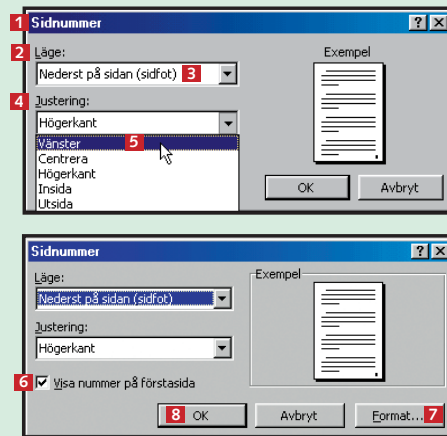 1 Sidnummer
2 Läge: Exempel
Nederst på sidan (sidfot) 3
4 Justering:
Högerkant
Vänster 5
Centrera
Högerkant
Insida
Utsida
OK Avbryt
Sidnummer
Läge: Exempel
Nederst på sidan (sidfot)
Justering:
Högerkant
6 Visa nummer på förstasida
8 OK Avbryt Format... 7